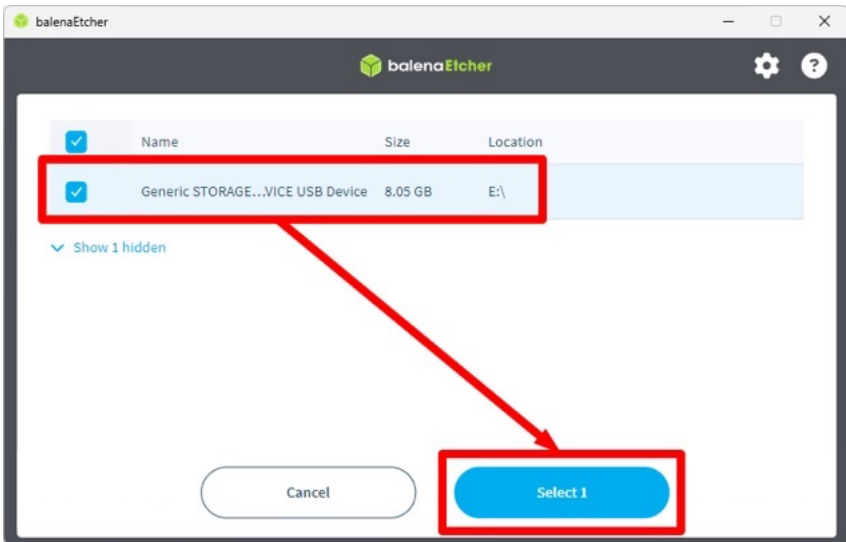 balenaEtcher
balenaEtcher
?
Name Size Location
Generic STORAGE...VICE USB Device 8.05 GB E:\
Show 1 hidden
Cancel Select 1